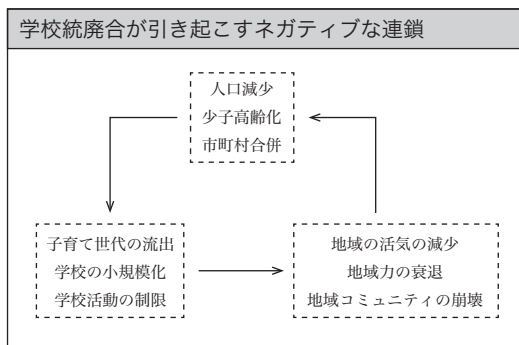 学校統廃合が引き起こすネガティブな連鎖
人口減少
少子高齢化
市町村合併
子育て世代の流出
学校の小規模化
学校活動の制限
地域の活気の減少
地域力の衰退
地域コミュニティの崩壊